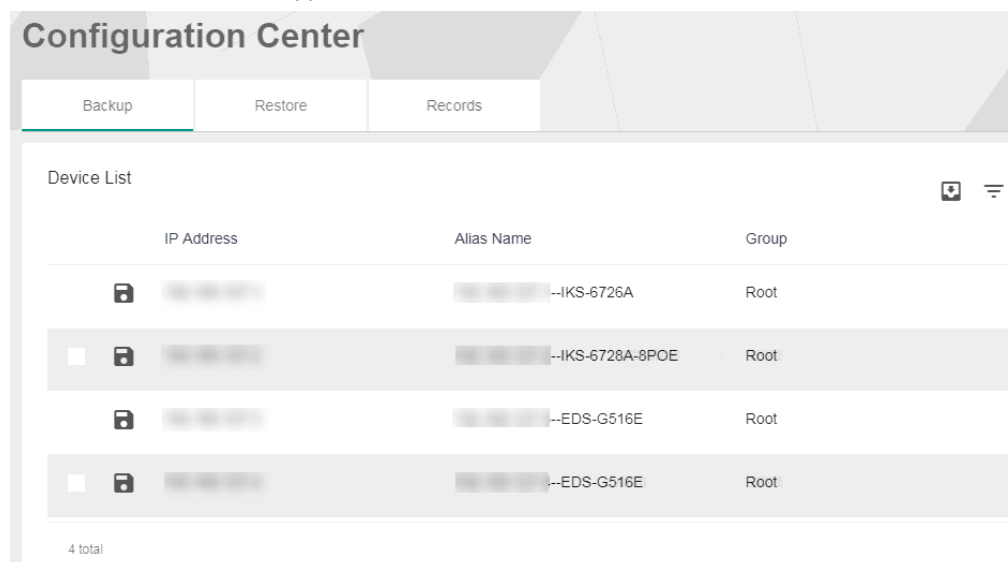 Configuration Center
Backup Restore Records
Device List
IP Address Alias Name Group
--IKS-6726A Root
--IKS-6728A-8POE Root
--EDS-G516E Root
--EDS-G516E Root
4 total